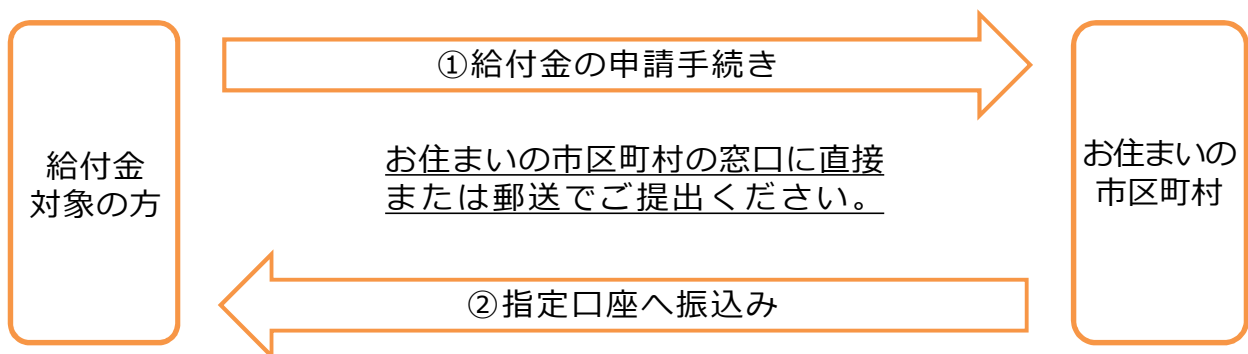 給付金
対象の方
①給付金の申請手続き
お住まいの市区町村の窓口に直接
または郵送でご提出ください。
②指定口座へ振込み
お住まいの
市区町村